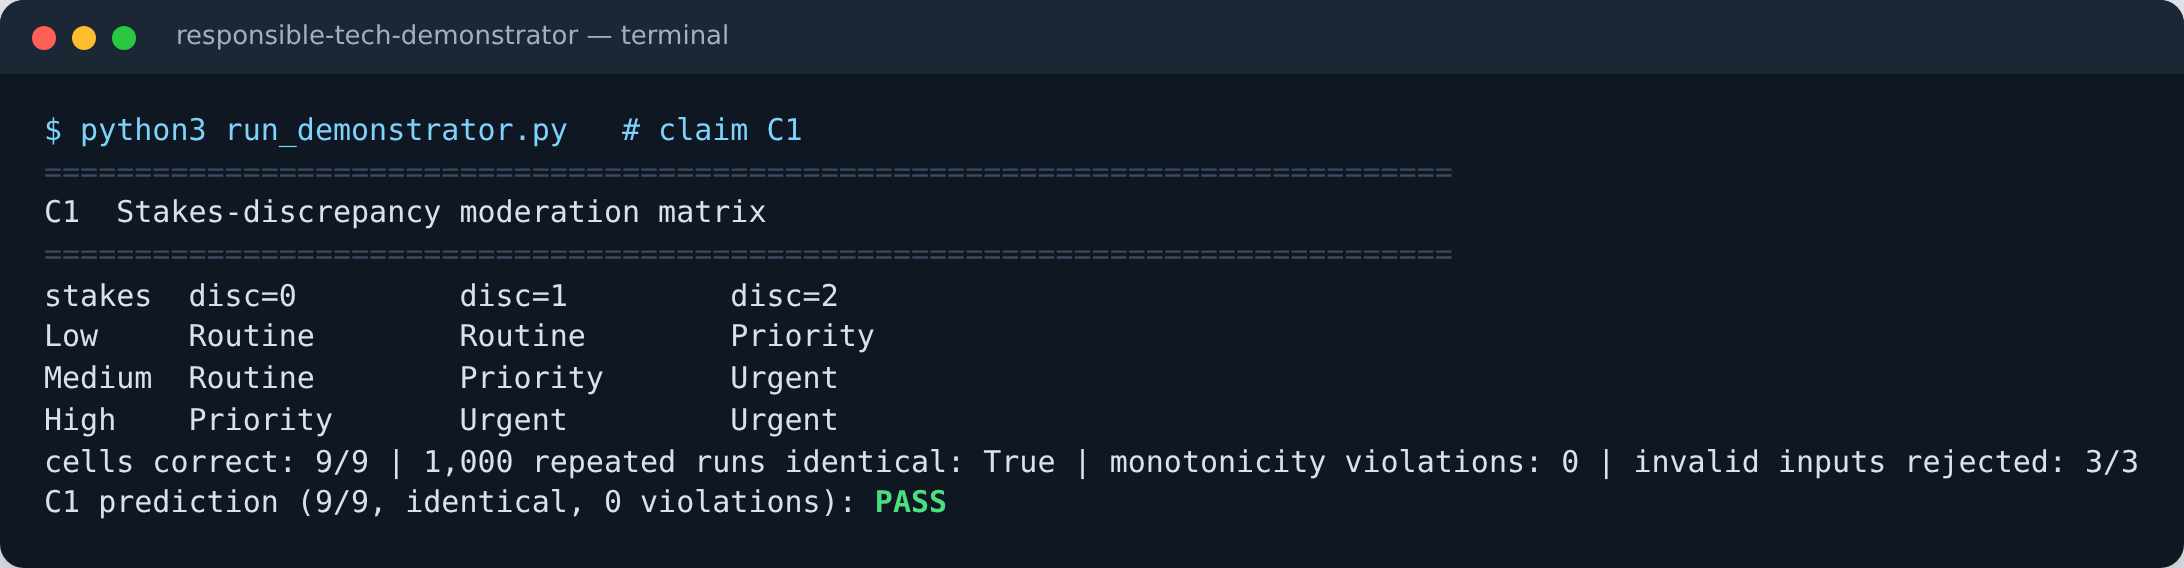 responsible-tech-demonstrator — terminal
$ python3 run_demonstrator.py   # claim C1
==============================================================================
C1  Stakes-discrepancy moderation matrix
==============================================================================
stakes  disc=0         disc=1         disc=2
Low     Routine        Routine        Priority
Medium  Routine        Priority       Urgent
High    Priority       Urgent         Urgent
cells correct: 9/9 | 1,000 repeated runs identical: True | monotonicity violations: 0 | invalid inputs rejected: 3/3
C1 prediction (9/9, identical, 0 violations): PASS